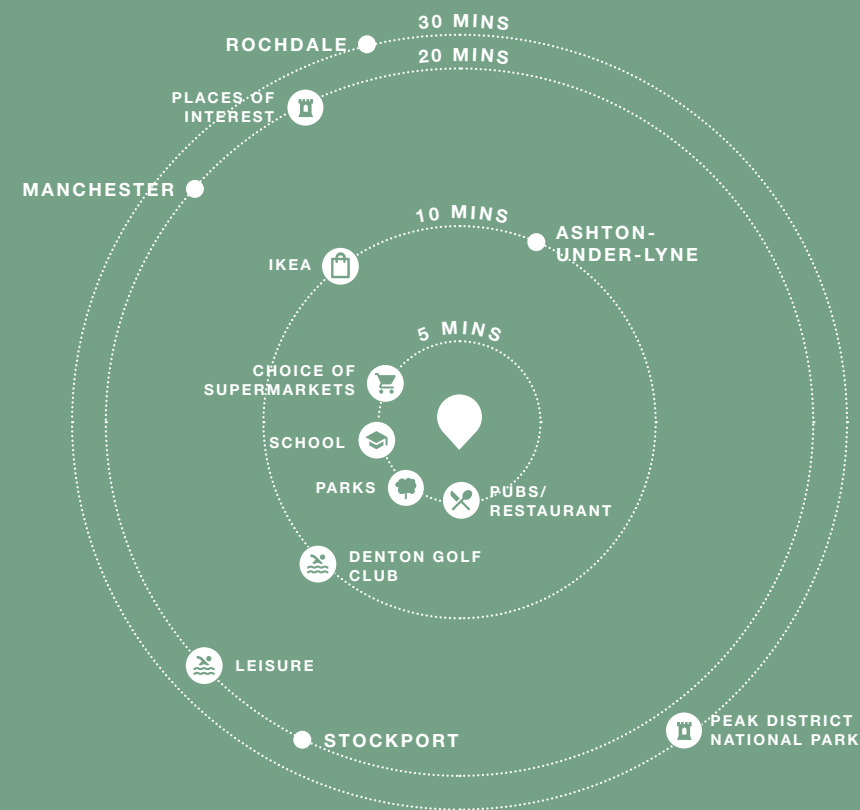 30 MINS
ROCHDALE
20 MINS
PLACES OF
INTEREST
MANCHESTER
10 MINS
ASHTON-
UNDER-LYNE
IKEA
5 MINS
CHOICE OF
SUPERMARKETS
SCHOOL
PARKS
PUBS/
RESTAURANT
DENTON GOLF
CLUB
LEISURE
STOCKPORT
PEAK DISTRICT
NATIONAL PARK